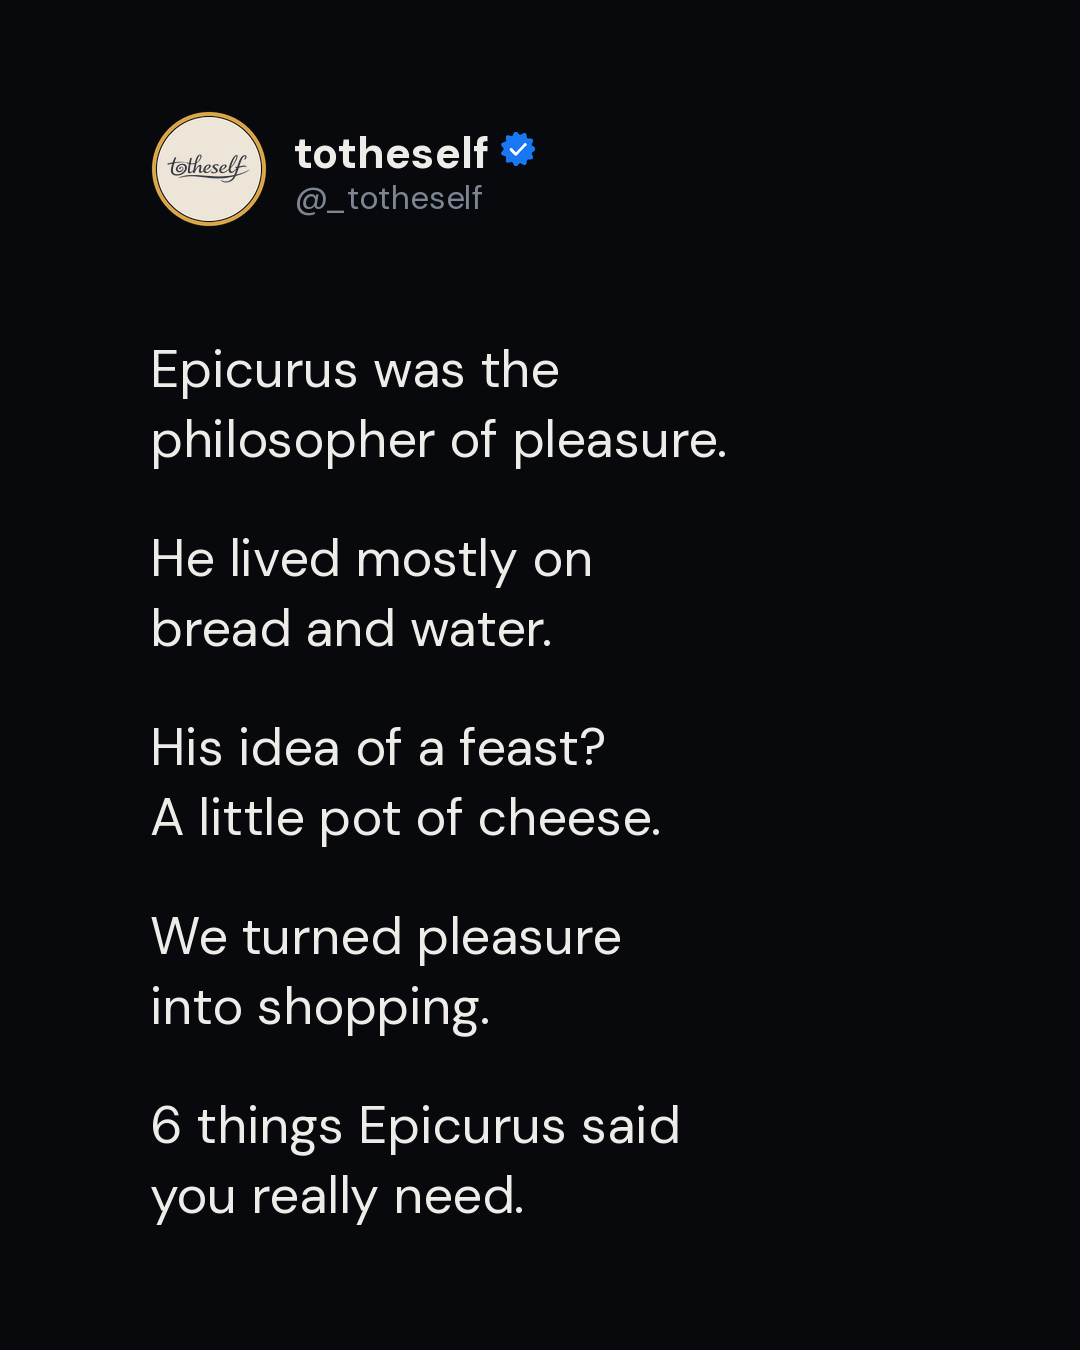 totheself
totheself
@_totheself
Epicurus was the
philosopher of pleasure.
He lived mostly on
bread and water.
His idea of a feast?
A little pot of cheese.
We turned pleasure
into shopping.
6 things Epicurus said
you really need.